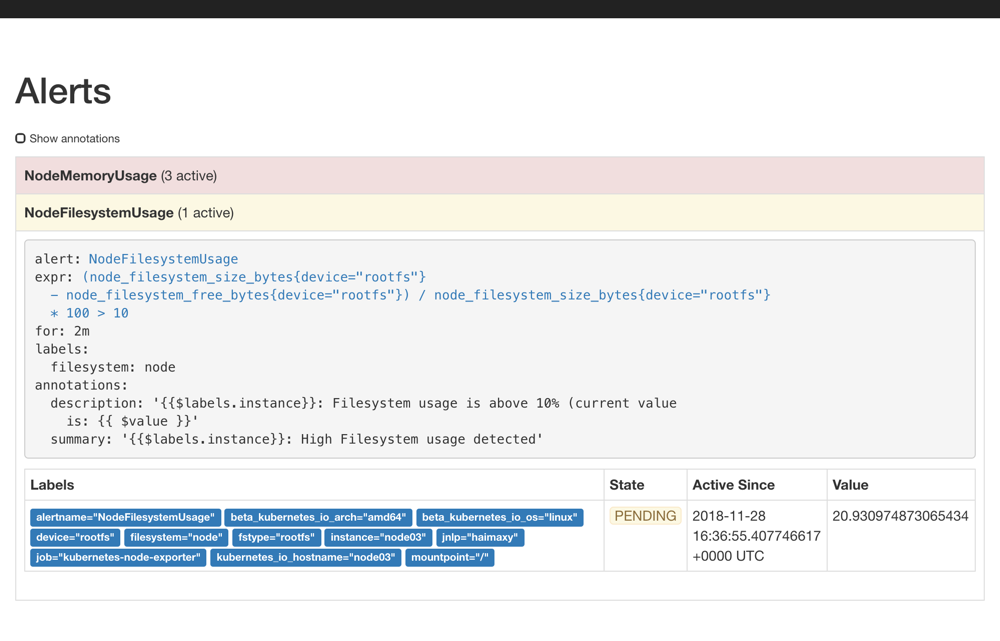 Alerts
Show annotations
NodeMemoryUsage (3 active)
NodeFilesystemUsage (1 active)
alert: NodeFilesystemUsage
expr: (node_filesystem_size_bytes{device="rootfs"}
- node_filesystem_free_bytes{device="rootfs"}) / node_filesystem_size_bytes{device="rootfs"}
* 100 > 10
for: 2m
labels:
filesystem: node
annotations:
description: '{{$labels.instance}}: Filesystem usage is above 10% (current value
is: {{ $value }}'
summary: '{{$labels.instance}}: High Filesystem usage detected'
Labels State Active Since Value
alertname="NodeFilesystemUsage" beta_kubernetes_io_arch="amd64" beta_kubernetes_io_os="linux" PENDING 2018-11-28 20.930974873065434
device="rootfs" filesystem="node" fstype="rootfs" instance="node03" jnlp="haimaxy" 16:36:55.407746617
job="kubernetes-node-exporter" kubernetes_io_hostname="node03" mountpoint="/" +0000 UTC